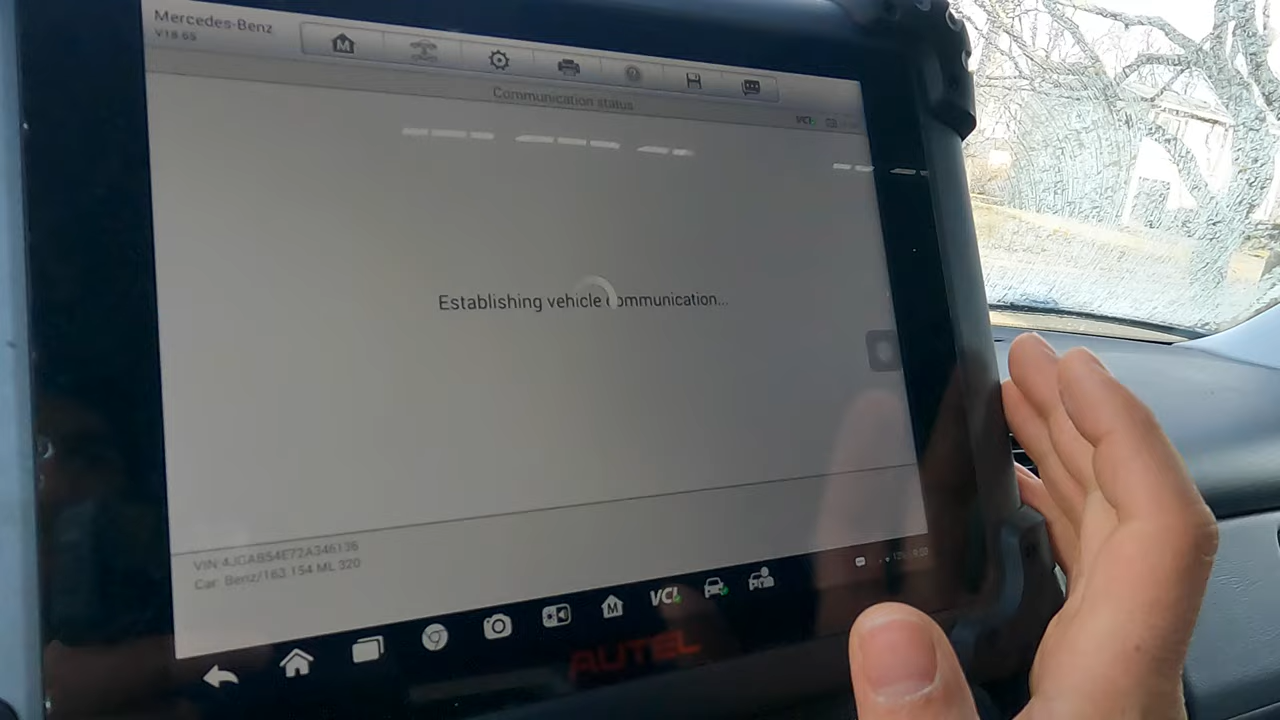 Mercedes-Benz
V18.65
M
Communication status
VCI
Establishing vehicle communication...
VIN 4JGAB54E72A346136
Car: Benz/163.154 ML 320
M
VCI
AUTEL